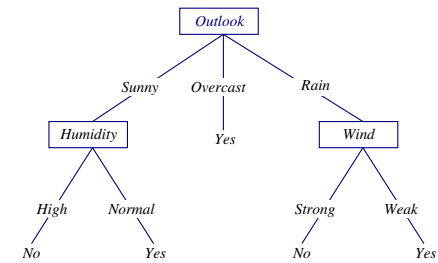 Outlook
Sunny Overcast Rain
Humidity Yes Wind
High Normal Strong Weak
No Yes No Yes